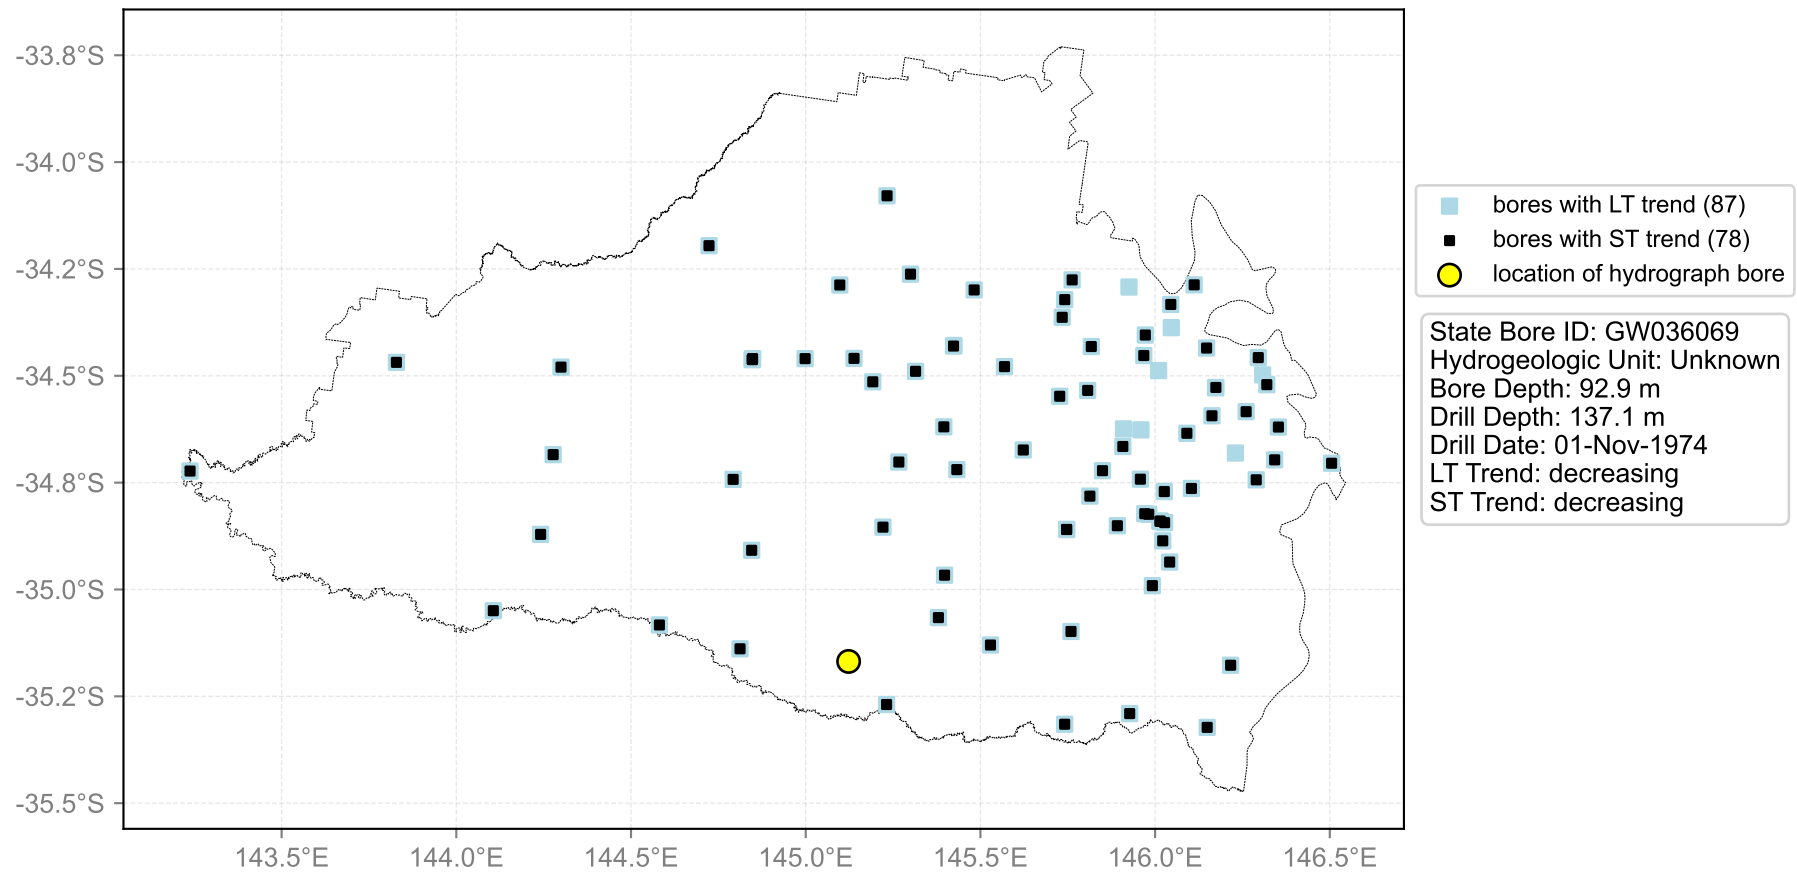 -33.8°S
-34.0°S
-34.2°S
-34.5°S
-34.8°S
-35.0°S
-35.2°S
-35.5°S
143.5°E
144.0°E
144.5°E
145.0°E
145.5°E
146.0°E
146.5°E
bores with LT trend (87)
bores with ST trend (78)
location of hydrograph bore
State Bore ID: GW036069
Hydrogeologic Unit: Unknown
Bore Depth: 92.9 m
Drill Depth: 137.1 m
Drill Date: 01-Nov-1974
LT Trend: decreasing
ST Trend: decreasing